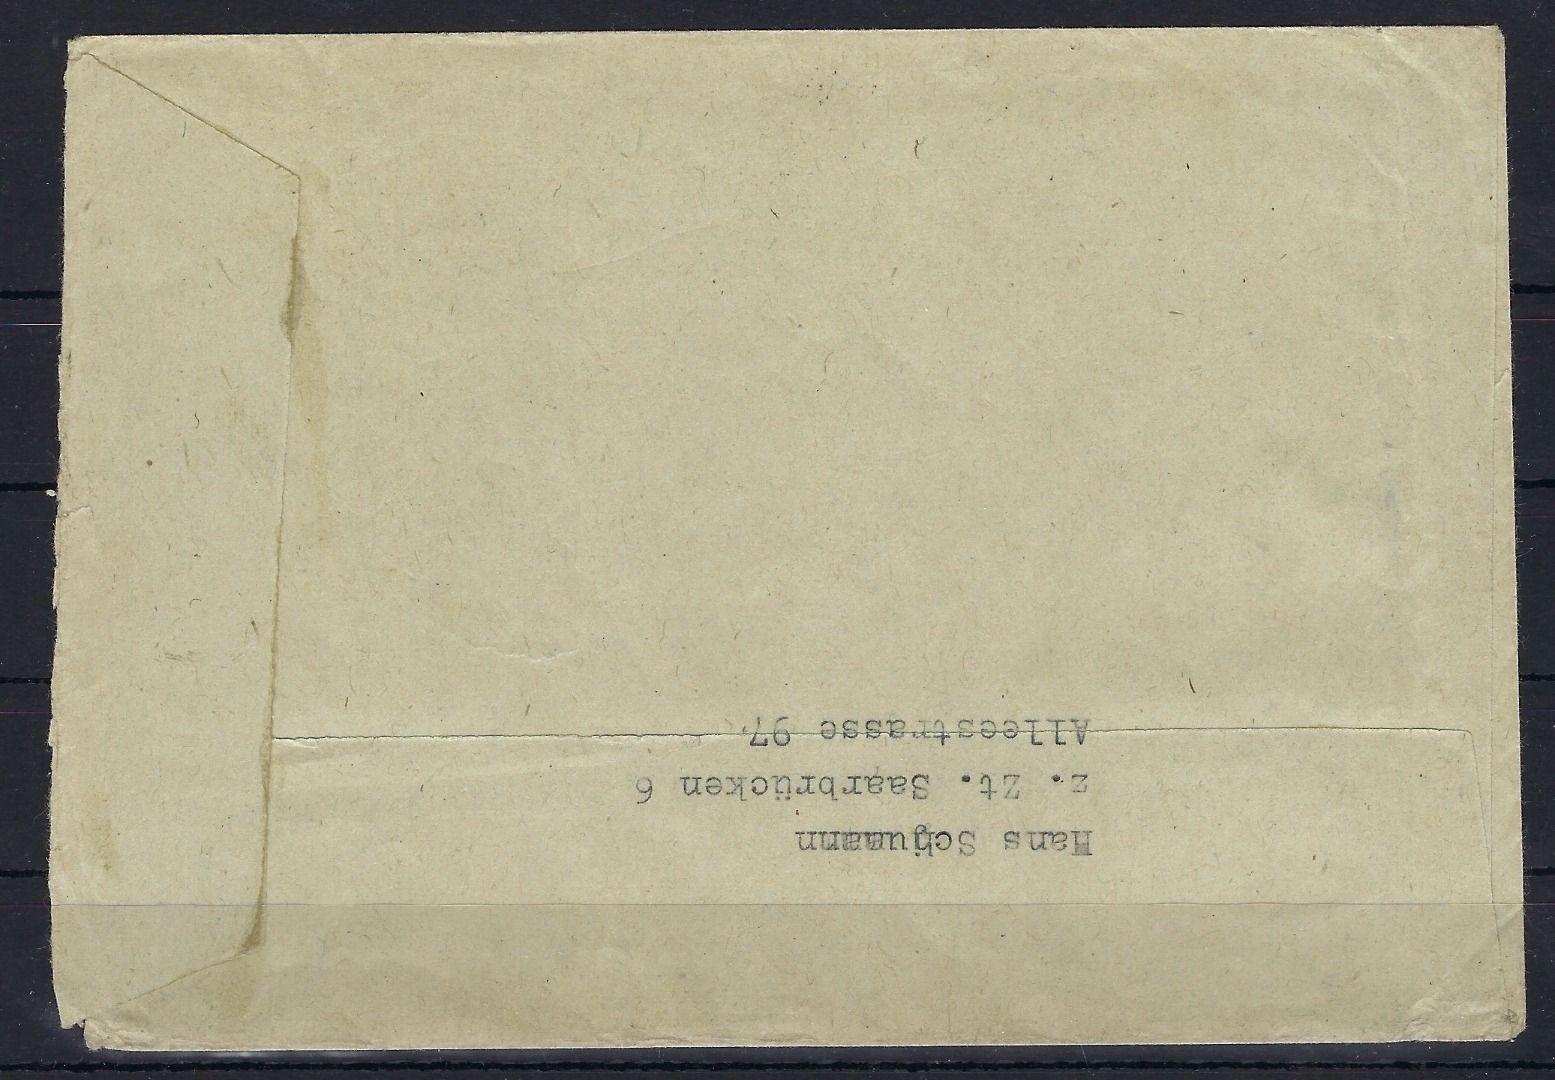 Hans Schumann
z. Zt. Saarbrücken 6
Alleestrasse 97.